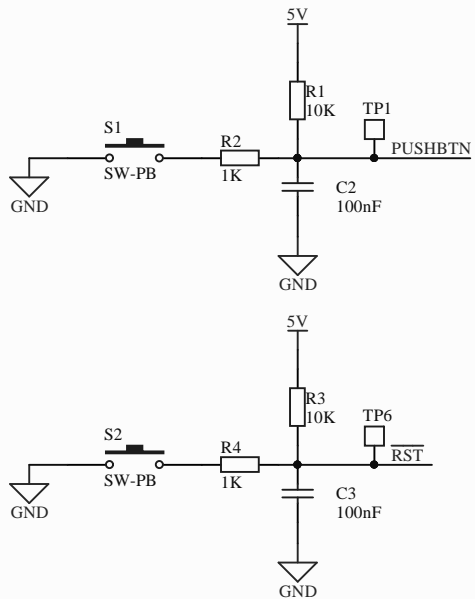 5V
R1
10K
TP1
S1
R2
PUSHBTN
SW-PB
1K
C2
100nF
GND
GND
5V
R3
10K
TP6
S2
R4
RST
SW-PB
1K
C3
100nF
GND
GND